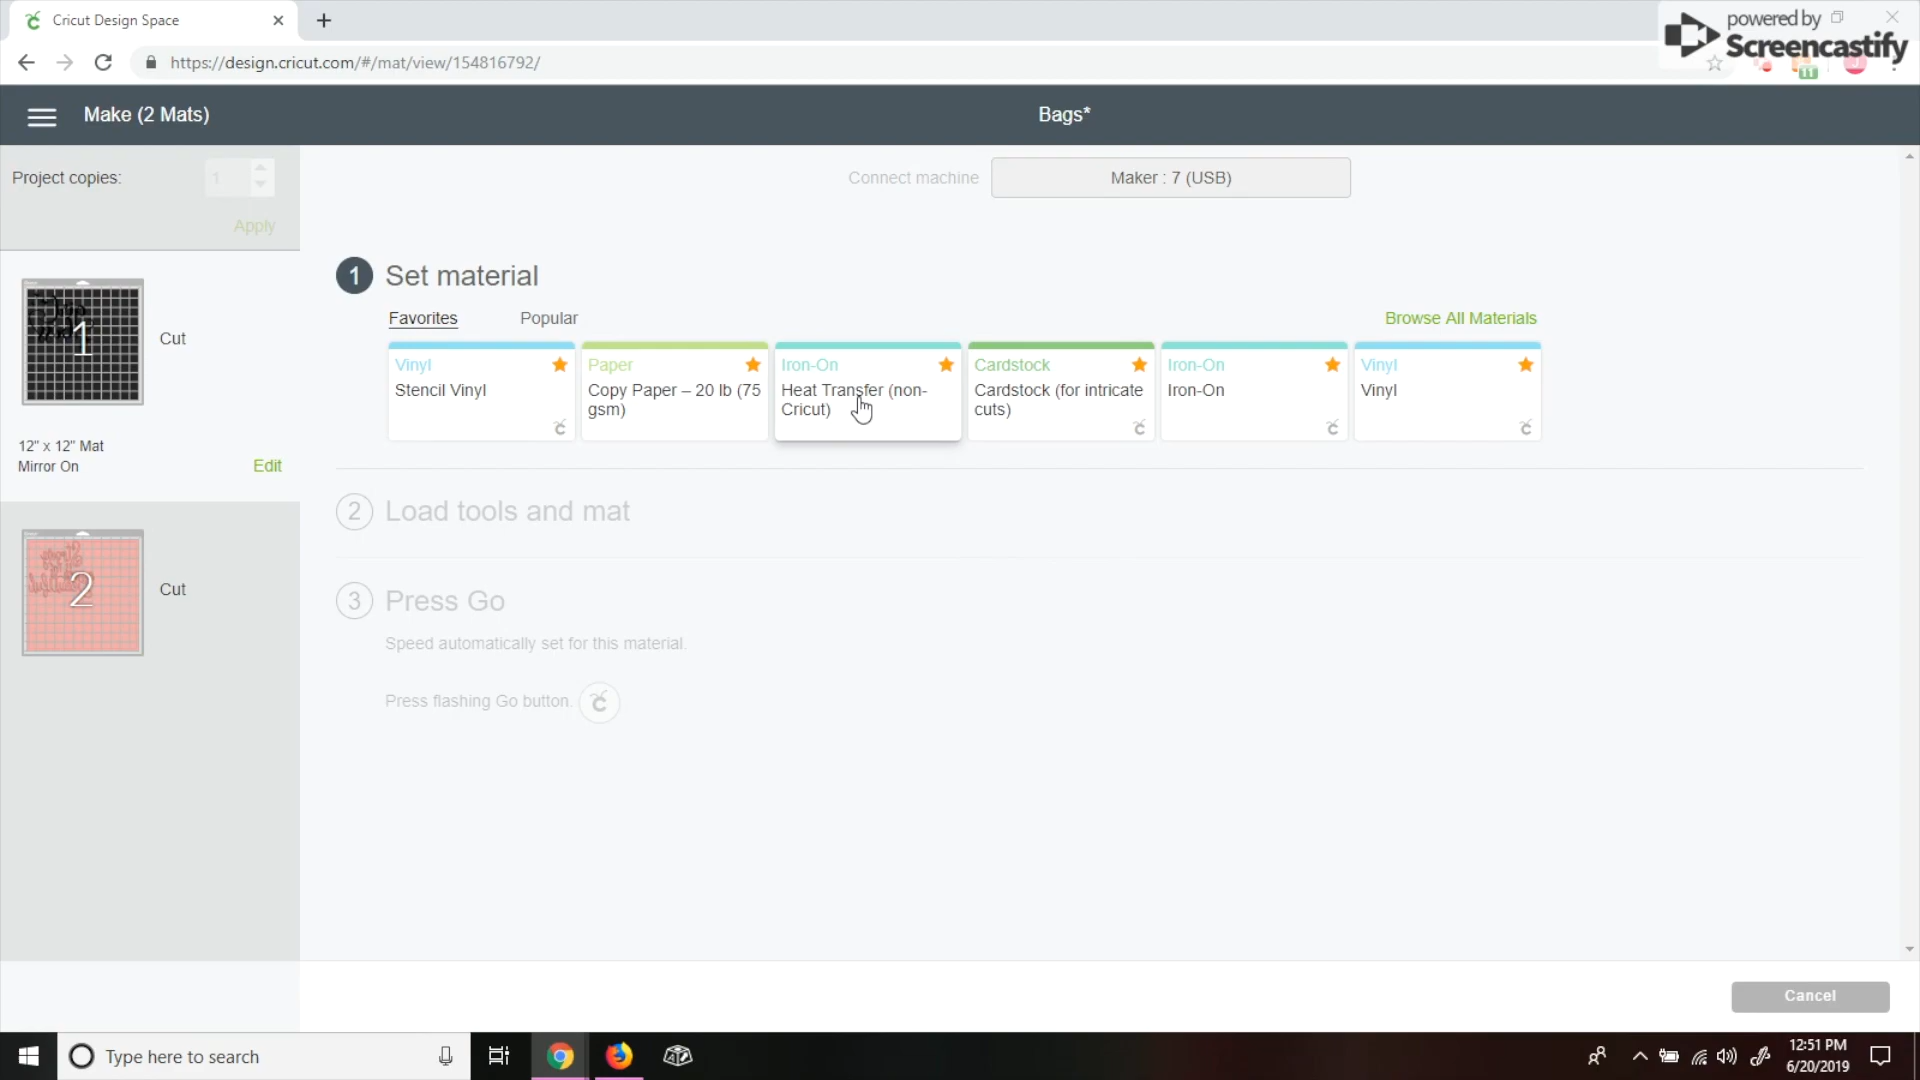 Cricut Design Space
powered by
Screencastify
https://design.cricut.com/#/mat/view/154816792/
11
Make (2 Mats)
Bags*
Project copies:
1
Connect machine
Maker : 7 (USB)
Apply
1
Set material
Favorites
Popular
Browse All Materials
Vinyl
Stencil Vinyl
Paper
Copy Paper – 20 lb (75
gsm)
Iron-On
Heat Transfer (non-
Cricut)
Cardstock
Cardstock (for intricate
cuts)
Iron-On
Iron-On
Vinyl
Vinyl
1
Cut
12" x 12" Mat
Mirror On
Edit
2
Load tools and mat
2
Cut
3
Press Go
Speed automatically set for this material.
Press flashing Go button.
Cancel
Type here to search
12:51 PM
6/20/2019